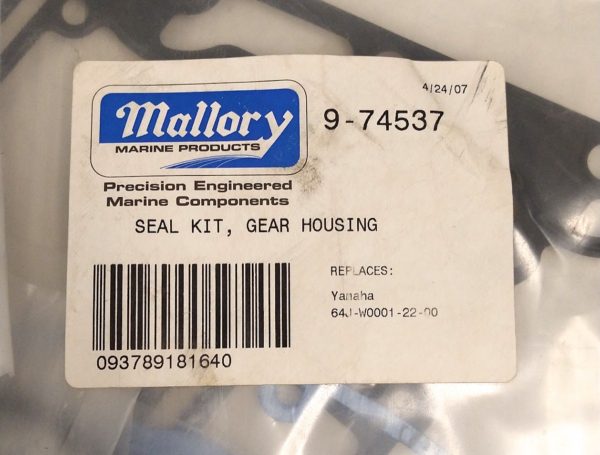 4/24/07
Mallory
MARINE PRODUCTS
9-74537
Precision Engineered
Marine Components
SEAL KIT, GEAR HOUSING
REPLACES:
Yamaha
64J-W0001-22-00
093789181640